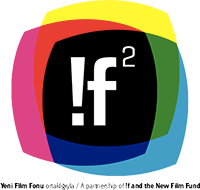 !f²
Yeni Film Fonu ortaklığıyla / A partnership of !f and the New Film Fund